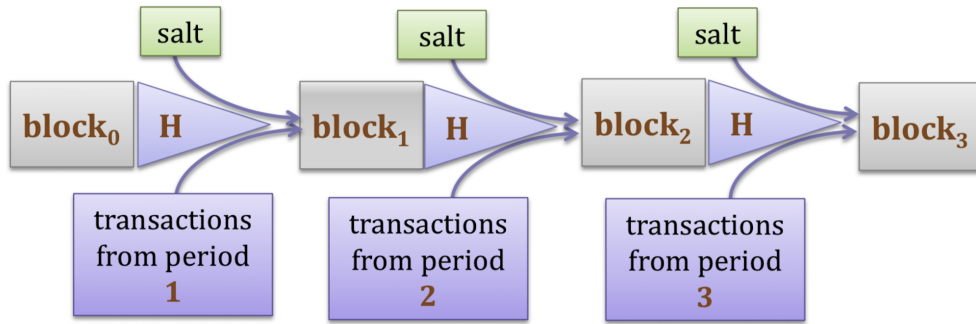 salt
salt
salt
block₀
H
block₁
H
block₂
H
block₃
transactions
from period
1
transactions
from period
2
transactions
from period
3